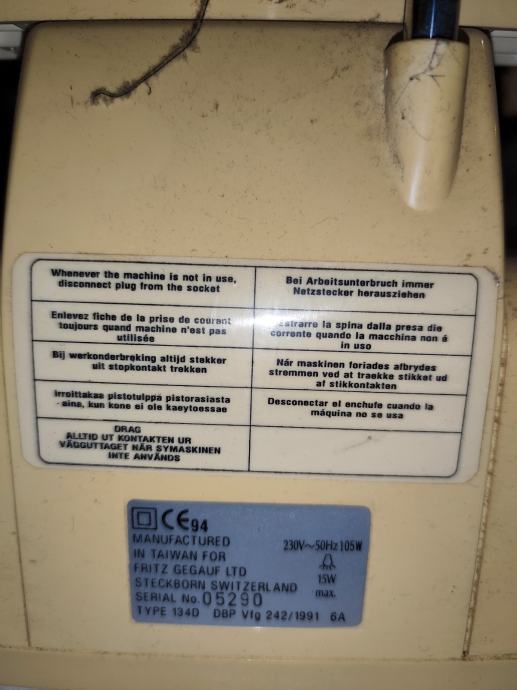 Whenever the machine is not in use,
disconnect plug from the socket
Bei Arbeitsunterbruch immer
Netzstecker herausziehen
Enlevez fiche de la prise de courant
toujours quand machine n'est pas
utilisée
Estrarre la spina dalla presa die
corrente quando la macchina non é
in uso
Bij werkonderbreking altijd stekker
uit stopkontakt trekken
När maskinen foriades afbrydes
stremmen ved at traekke stikket ud
af stikkontakten
Irroittakaa pistotulppa pistorasiasta
aina, kun kone ei ole kaeytoessae
Desconectar el enchufe cuando la
máquina no se usa
DRAG
ALLTID UT KONTAKTEN UR
VÄGGUTTAGET NÄR SYMASKINEN
INTE ANVÄNDS
CE 94
MANUFACTURED
IN TAIWAN FOR
FRITZ GEGAUF LTD
STECKBORN SWITZERLAND
SERIAL No. 05290
TYPE 134D DBP Vfg 242/1991 6A
230V~50Hz 105W
15W
max.